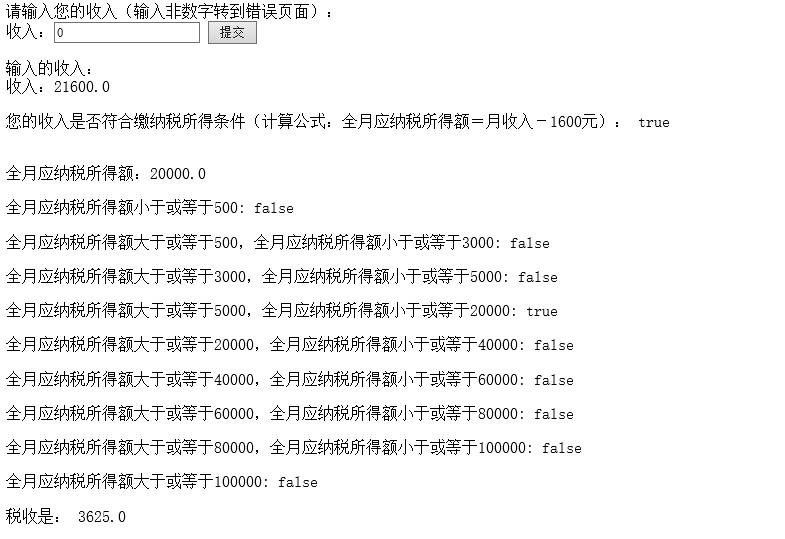 请输入您的收入（输入非数字转到错误页面）：
收入：0 提交
输入的收入：
收入：21600.0
您的收入是否符合缴纳税所得条件（计算公式：全月应纳税所得额＝月收入－1600元）： true
全月应纳税所得额：20000.0
全月应纳税所得额小于或等于500: false
全月应纳税所得额大于或等于500，全月应纳税所得额小于或等于3000: false
全月应纳税所得额大于或等于3000，全月应纳税所得额小于或等于5000: false
全月应纳税所得额大于或等于5000，全月应纳税所得额小于或等于20000: true
全月应纳税所得额大于或等于20000，全月应纳税所得额小于或等于40000: false
全月应纳税所得额大于或等于40000，全月应纳税所得额小于或等于60000: false
全月应纳税所得额大于或等于60000，全月应纳税所得额小于或等于80000: false
全月应纳税所得额大于或等于80000，全月应纳税所得额小于或等于100000: false
全月应纳税所得额大于或等于100000: false
税收是： 3625.0